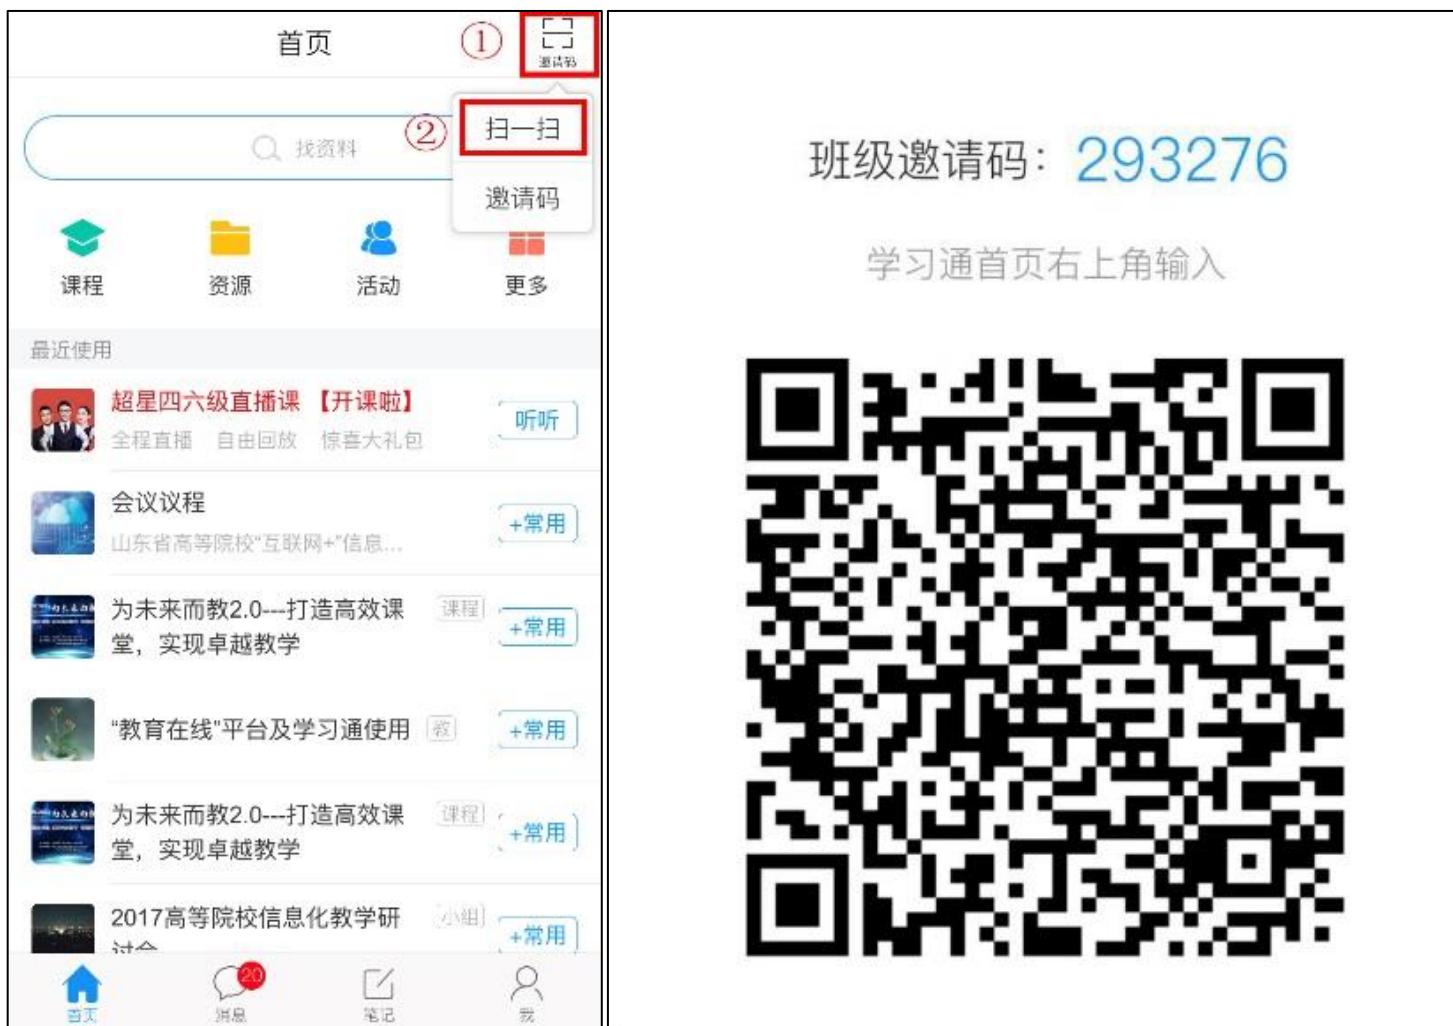 首页
①
邀请码
找资料
②
扫一扫
邀请码
课程
资源
活动
更多
最近使用
超星四六级直播课 【开课啦】
全程直播 自由回放 惊喜大礼包
听听
会议议程
山东省高等院校“互联网+”信息...
+常用
为未来而教2.0---打造高效课
堂，实现卓越教学
课程
+常用
“教育在线”平台及学习通使用
教
+常用
为未来而教2.0---打造高效课
堂，实现卓越教学
课程
+常用
2017高等院校信息化教学研
讨会
小组
+常用
首页
20
消息
笔记
我
班级邀请码：293276
学习通首页右上角输入